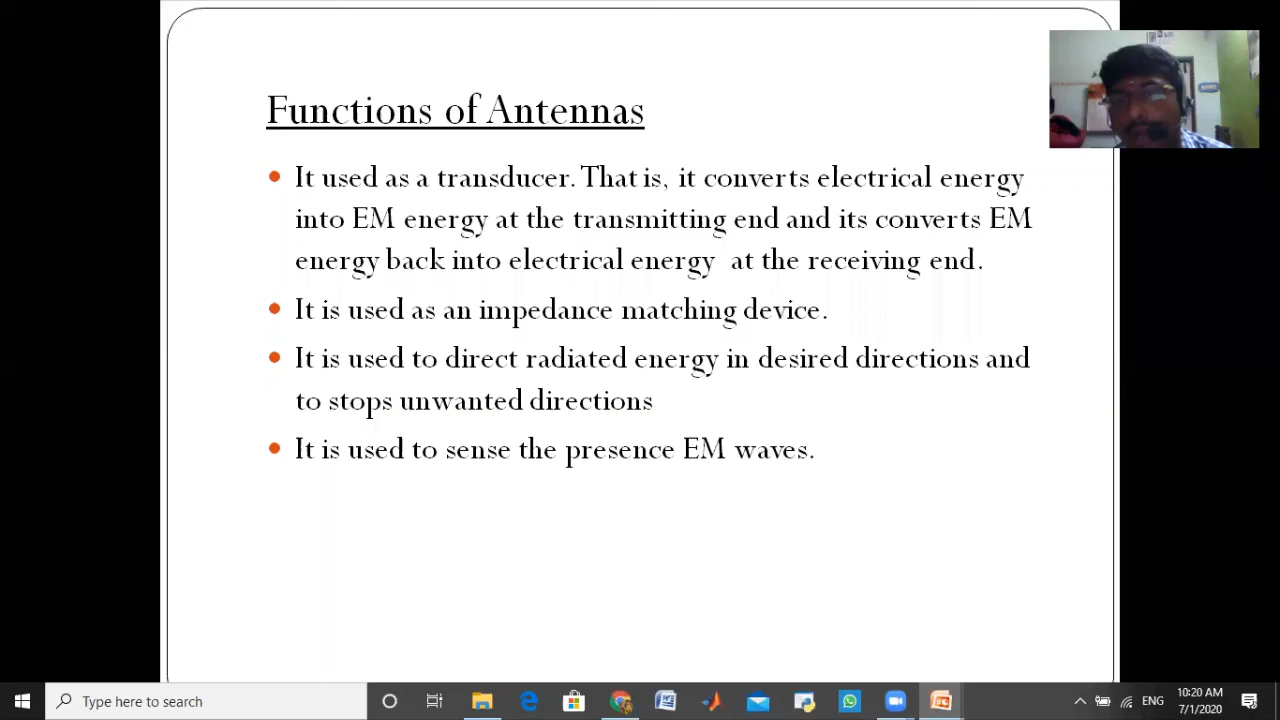 Functions of Antennas
It used as a transducer. That is, it converts electrical energy
into EM energy at the transmitting end and its converts EM
energy back into electrical energy at the receiving end.
It is used as an impedance matching device.
It is used to direct radiated energy in desired directions and
to stops unwanted directions
It is used to sense the presence EM waves.
Type here to search
ENG
10:20 AM
7/1/2020